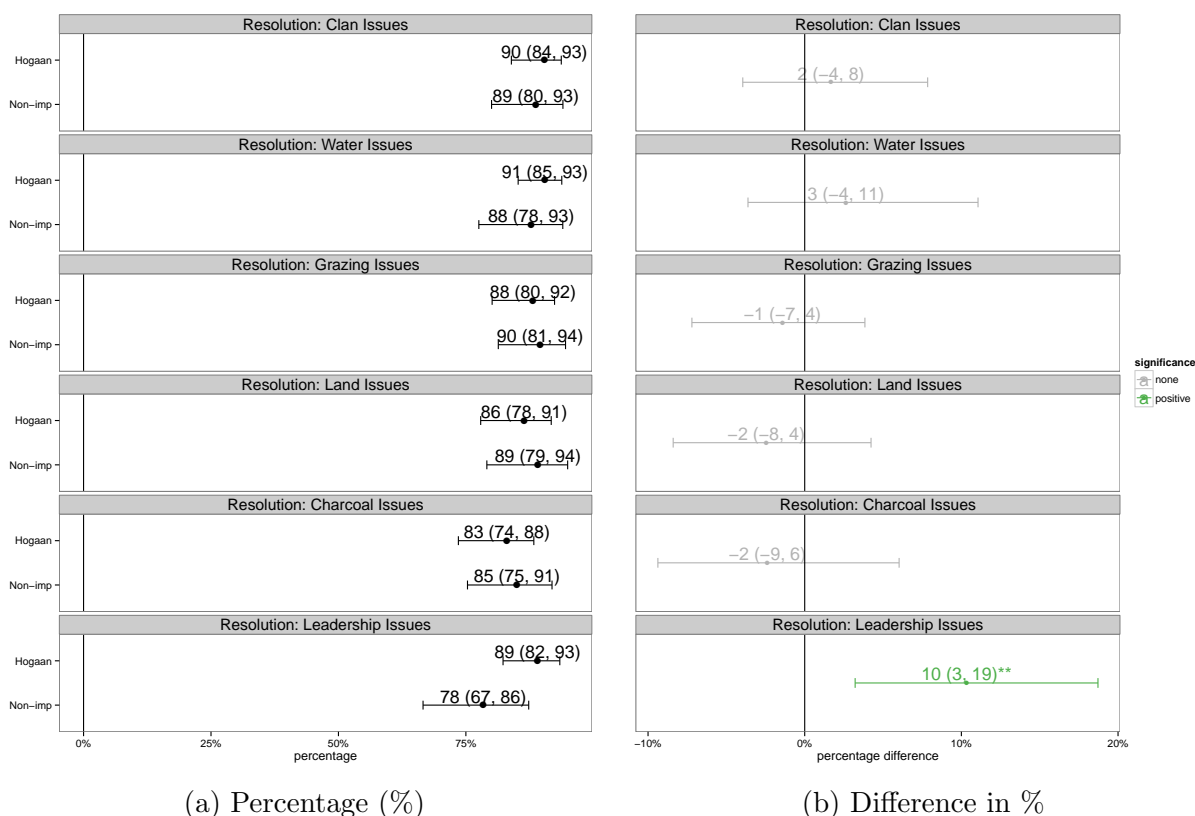 Resolution: Clan Issues
Hogaan
90 (84, 93)
Non−imp
89 (80, 93)
Resolution: Water Issues
Hogaan
91 (85, 93)
Non−imp
88 (78, 93)
Resolution: Grazing Issues
Hogaan
88 (80, 92)
Non−imp
90 (81, 94)
Resolution: Land Issues
Hogaan
86 (78, 91)
Non−imp
89 (79, 94)
Resolution: Charcoal Issues
Hogaan
83 (74, 88)
Non−imp
85 (75, 91)
Resolution: Leadership Issues
Hogaan
89 (82, 93)
Non−imp
78 (67, 86)
0% 25% 50% 75%
percentage
(a) Percentage (%)
Resolution: Clan Issues
2 (−4, 8)
Resolution: Water Issues
3 (−4, 11)
Resolution: Grazing Issues
−1 (−7, 4)
Resolution: Land Issues
−2 (−8, 4)
Resolution: Charcoal Issues
−2 (−9, 6)
Resolution: Leadership Issues
10 (3, 19)**
−10% 0% 10% 20%
percentage difference
(b) Difference in %
significance
a none
a positive